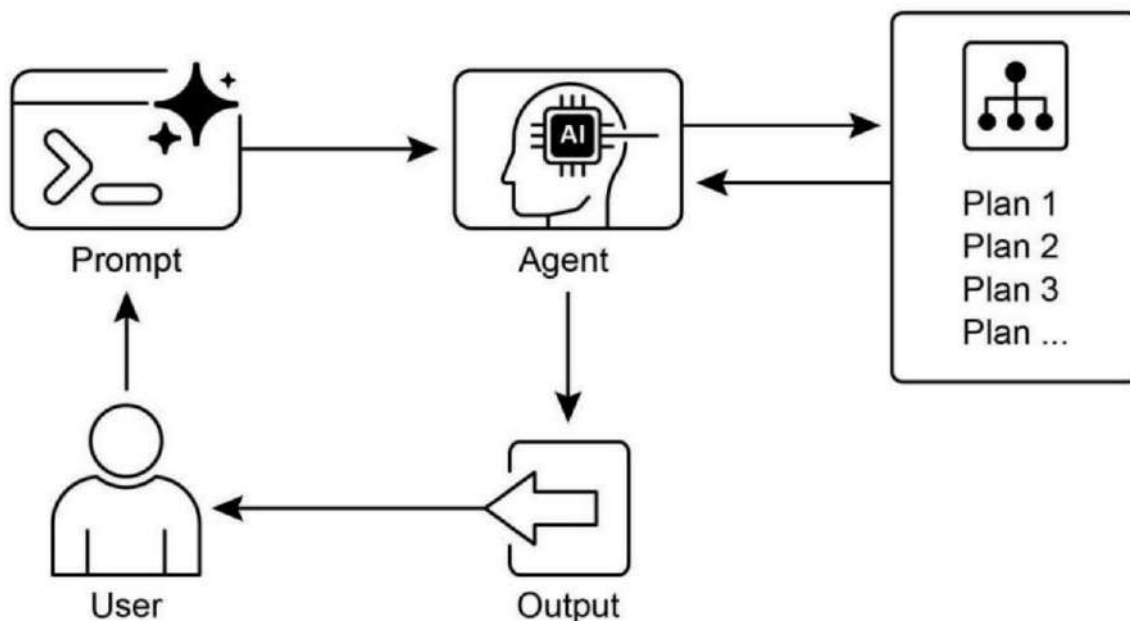 AI
Prompt
Agent
Plan 1
Plan 2
Plan 3
Plan ...
User
Output